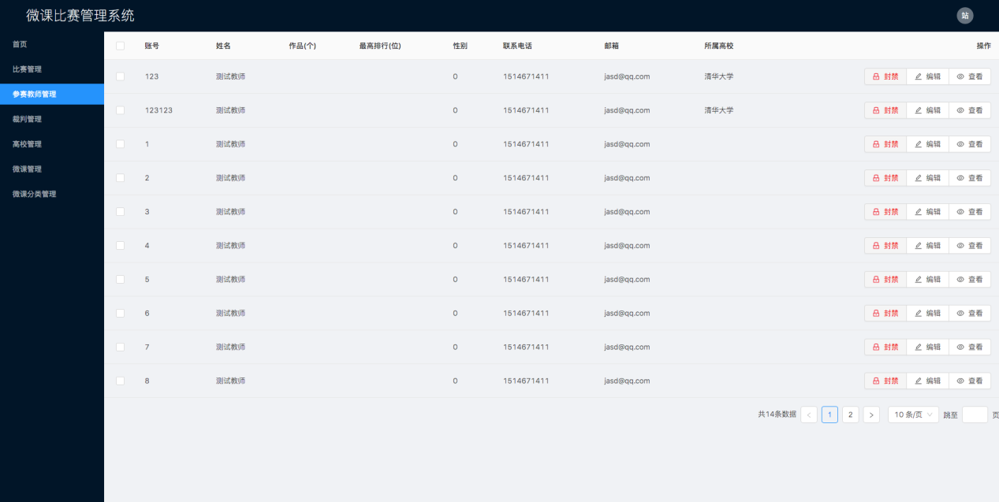 微课比赛管理系统
站
首页
比赛管理
参赛教师管理
裁判管理
高校管理
微课管理
微课分类管理
账号 姓名 作品(个) 最高排行(位) 性别 联系电话 邮箱 所属高校 操作
123 测试教师 0 1514671411 jasd@qq.com 清华大学 封禁 编辑 查看
123123 测试教师 0 1514671411 jasd@qq.com 清华大学 封禁 编辑 查看
1 测试教师 0 1514671411 jasd@qq.com 封禁 编辑 查看
2 测试教师 0 1514671411 jasd@qq.com 封禁 编辑 查看
3 测试教师 0 1514671411 jasd@qq.com 封禁 编辑 查看
4 测试教师 0 1514671411 jasd@qq.com 封禁 编辑 查看
5 测试教师 0 1514671411 jasd@qq.com 封禁 编辑 查看
6 测试教师 0 1514671411 jasd@qq.com 封禁 编辑 查看
7 测试教师 0 1514671411 jasd@qq.com 封禁 编辑 查看
8 测试教师 0 1514671411 jasd@qq.com 封禁 编辑 查看
共14条数据 < 1 2 > 10 条/页 跳至 页